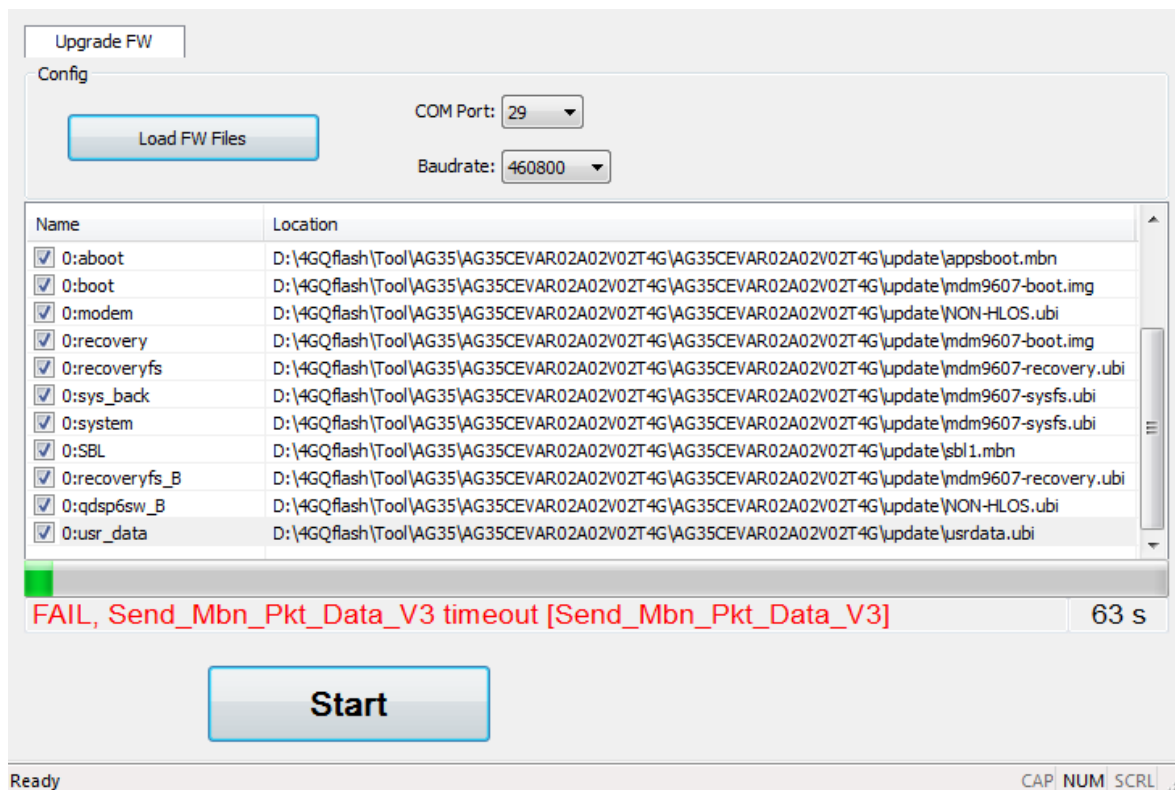 Upgrade FW
Config
Load FW Files
COM Port: 29
Baudrate: 460800
Name Location
0:aboot D:\4GQflash\Tool\AG35\AG35CEVAR02A02V02T4G\AG35CEVAR02A02V02T4G\update\appsboot.mbn
0:boot D:\4GQflash\Tool\AG35\AG35CEVAR02A02V02T4G\AG35CEVAR02A02V02T4G\update\mdm9607-boot.img
0:modem D:\4GQflash\Tool\AG35\AG35CEVAR02A02V02T4G\AG35CEVAR02A02V02T4G\update\NON-HLOS.ubi
0:recovery D:\4GQflash\Tool\AG35\AG35CEVAR02A02V02T4G\AG35CEVAR02A02V02T4G\update\mdm9607-boot.img
0:recoveryfs D:\4GQflash\Tool\AG35\AG35CEVAR02A02V02T4G\AG35CEVAR02A02V02T4G\update\mdm9607-recovery.ubi
0:sys_back D:\4GQflash\Tool\AG35\AG35CEVAR02A02V02T4G\AG35CEVAR02A02V02T4G\update\mdm9607-sysfs.ubi
0:system D:\4GQflash\Tool\AG35\AG35CEVAR02A02V02T4G\AG35CEVAR02A02V02T4G\update\mdm9607-sysfs.ubi
0:SBL D:\4GQflash\Tool\AG35\AG35CEVAR02A02V02T4G\AG35CEVAR02A02V02T4G\update\sbl1.mbn
0:recoveryfs_B D:\4GQflash\Tool\AG35\AG35CEVAR02A02V02T4G\AG35CEVAR02A02V02T4G\update\mdm9607-recovery.ubi
0:qdsp6sw_B D:\4GQflash\Tool\AG35\AG35CEVAR02A02V02T4G\AG35CEVAR02A02V02T4G\update\NON-HLOS.ubi
0:usr_data D:\4GQflash\Tool\AG35\AG35CEVAR02A02V02T4G\AG35CEVAR02A02V02T4G\update\usrdata.ubi
FAIL, Send_Mbn_Pkt_Data_V3 timeout [Send_Mbn_Pkt_Data_V3] 63 s
Start
Ready CAP NUM SCRL